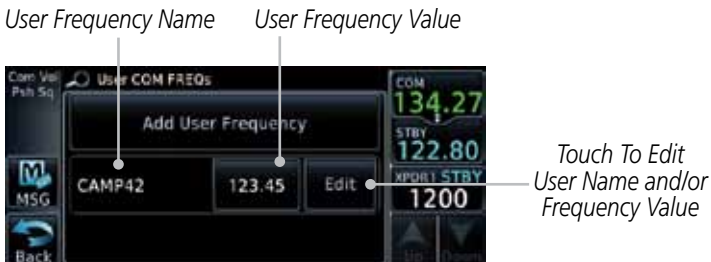 User Frequency Name
User Frequency Value
Com Vol
Psh Sq
User COM FREQs
COM
134.27
Add User Frequency
STBY
122.80
Touch To Edit
User Name and/or
Frequency Value
MSG
CAMP42
123.45
Edit
XPDR1 STBY
1200
Back
Up
Down